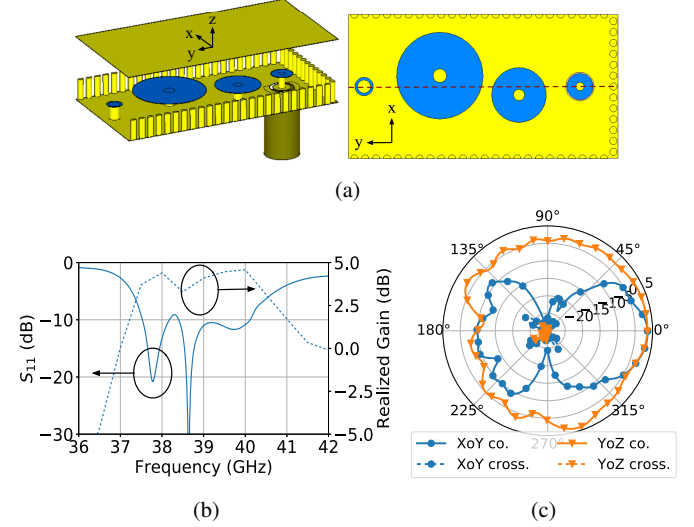 z
x
y
x
y
(a)
0
−10
−20
−30
S11 (dB)
36
37
38
39
40
41
42
Frequency (GHz)
5.0
2.5
0.0
−2.5
−5.0
Realized Gain (dB)
(b)
90°
135°
45°
180°
0°
225°
315°
270°
−20
−15
−10
−5
0
5
XoY co.
XoY cross.
YoZ co.
YoZ cross.
(c)